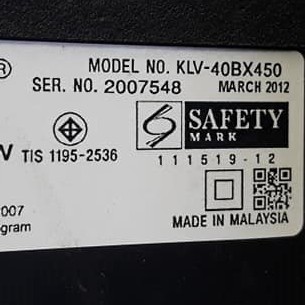 ®
MODEL NO. KLV-40BX450
SER. NO. 2007548 MARCH 2012
SAFETY
MARK
V TIS 1195-2536 111519-12
007
gram
MADE IN MALAYSIA